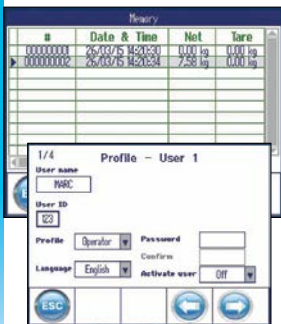 Memory
# Date & Time Net Tare
00000001 26/03/15 14:20:30 0.00 kg 0.00 kg
00000002 26/03/15 14:20:34 7.58 kg 0.00 kg
1/4 Profile - User 1
User name
MARC
User ID
123
Profile Operator Password
Confirm
Language English Activate user Off
ESC